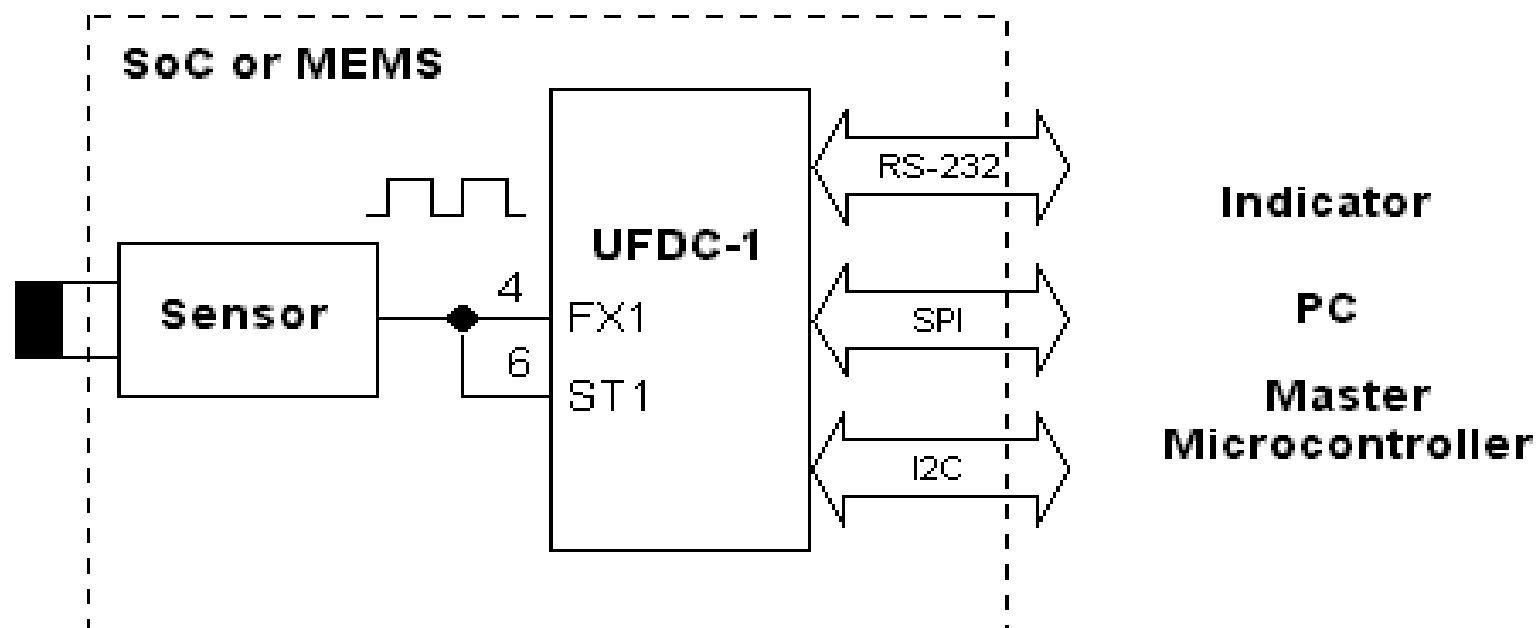 SoC or MEMS
RS-232
Indicator
UFDC-1
4
Sensor
FX1
SPI
PC
6
ST1
Master
Microcontroller
I2C